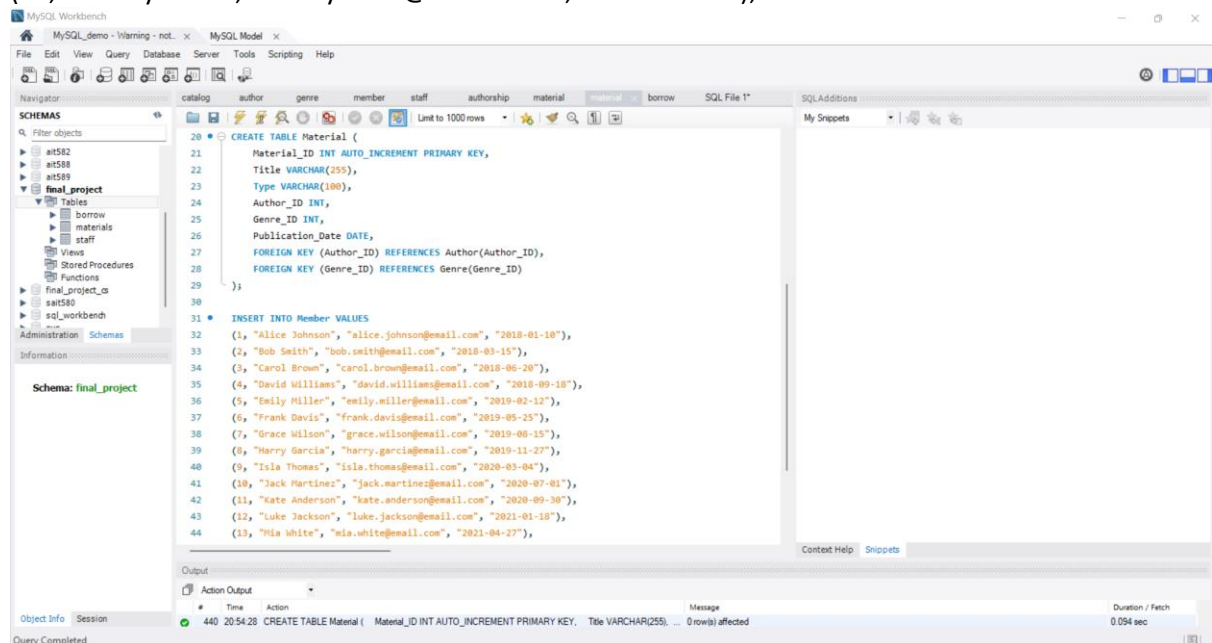 MySQL Workbench
MySQL_demo - Warning - not... × MySQL Model ×
File Edit View Query Database Server Tools Scripting Help
Navigator
SCHEMAS
Filter objects
ait582
ait588
ait589
final_project
Tables
borrow
materials
staff
Views
Stored Procedures
Functions
final_project_cs
sait580
sql_workbench
Administration Schemas
Information
Schema: final_project
Object Info Session
Query Completed
catalog author genre member staff authorship material material × borrow SQL File 1*
Limit to 1000 rows
20 CREATE TABLE Material (
21 Material_ID INT AUTO_INCREMENT PRIMARY KEY,
22 Title VARCHAR(255),
23 Type VARCHAR(100),
24 Author_ID INT,
25 Genre_ID INT,
26 Publication_Date DATE,
27 FOREIGN KEY (Author_ID) REFERENCES Author(Author_ID),
28 FOREIGN KEY (Genre_ID) REFERENCES Genre(Genre_ID)
29 );
30
31 INSERT INTO Member VALUES
32 (1, "Alice Johnson", "alice.johnson@email.com", "2018-01-10"),
33 (2, "Bob Smith", "bob.smith@email.com", "2018-03-15"),
34 (3, "Carol Brown", "carol.brown@email.com", "2018-06-20"),
35 (4, "David Williams", "david.williams@email.com", "2018-09-18"),
36 (5, "Emily Miller", "emily.miller@email.com", "2019-02-12"),
37 (6, "Frank Davis", "frank.davis@email.com", "2019-05-25"),
38 (7, "Grace Wilson", "grace.wilson@email.com", "2019-08-15"),
39 (8, "Harry Garcia", "harry.garcia@email.com", "2019-11-27"),
40 (9, "Isla Thomas", "isla.thomas@email.com", "2020-03-04"),
41 (10, "Jack Martinez", "jack.martinez@email.com", "2020-07-01"),
42 (11, "Kate Anderson", "kate.anderson@email.com", "2020-09-30"),
43 (12, "Luke Jackson", "luke.jackson@email.com", "2021-01-18"),
44 (13, "Mia White", "mia.white@email.com", "2021-04-27"),
SQLAdditions
My Snippets
Context Help Snippets
Output
Action Output
# Time Action Message Duration / Fetch
440 20:54:28 CREATE TABLE Material ( Material_ID INT AUTO_INCREMENT PRIMARY KEY, Title VARCHAR(255), ... 0 row(s) affected 0.094 sec